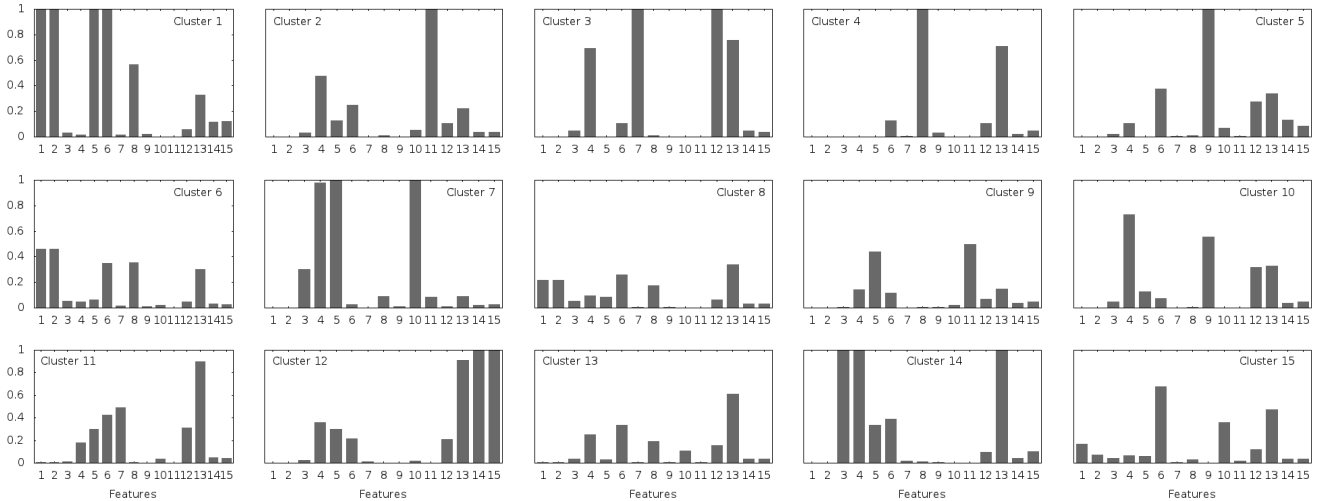 1
Cluster 1
0.8
0.6
0.4
0.2
0
1 2 3 4 5 6 7 8 9 10 11 12 13 14 15
Cluster 2
1 2 3 4 5 6 7 8 9 10 11 12 13 14 15
Cluster 3
1 2 3 4 5 6 7 8 9 10 11 12 13 14 15
Cluster 4
1 2 3 4 5 6 7 8 9 10 11 12 13 14 15
Cluster 5
1 2 3 4 5 6 7 8 9 10 11 12 13 14 15
1
Cluster 6
0.8
0.6
0.4
0.2
0
1 2 3 4 5 6 7 8 9 10 11 12 13 14 15
Cluster 7
1 2 3 4 5 6 7 8 9 10 11 12 13 14 15
Cluster 8
1 2 3 4 5 6 7 8 9 10 11 12 13 14 15
Cluster 9
1 2 3 4 5 6 7 8 9 10 11 12 13 14 15
Cluster 10
1 2 3 4 5 6 7 8 9 10 11 12 13 14 15
1
Cluster 11
0.8
0.6
0.4
0.2
0
1 2 3 4 5 6 7 8 9 10 11 12 13 14 15
Features
Cluster 12
1 2 3 4 5 6 7 8 9 10 11 12 13 14 15
Features
Cluster 13
1 2 3 4 5 6 7 8 9 10 11 12 13 14 15
Features
Cluster 14
1 2 3 4 5 6 7 8 9 10 11 12 13 14 15
Features
Cluster 15
1 2 3 4 5 6 7 8 9 10 11 12 13 14 15
Features